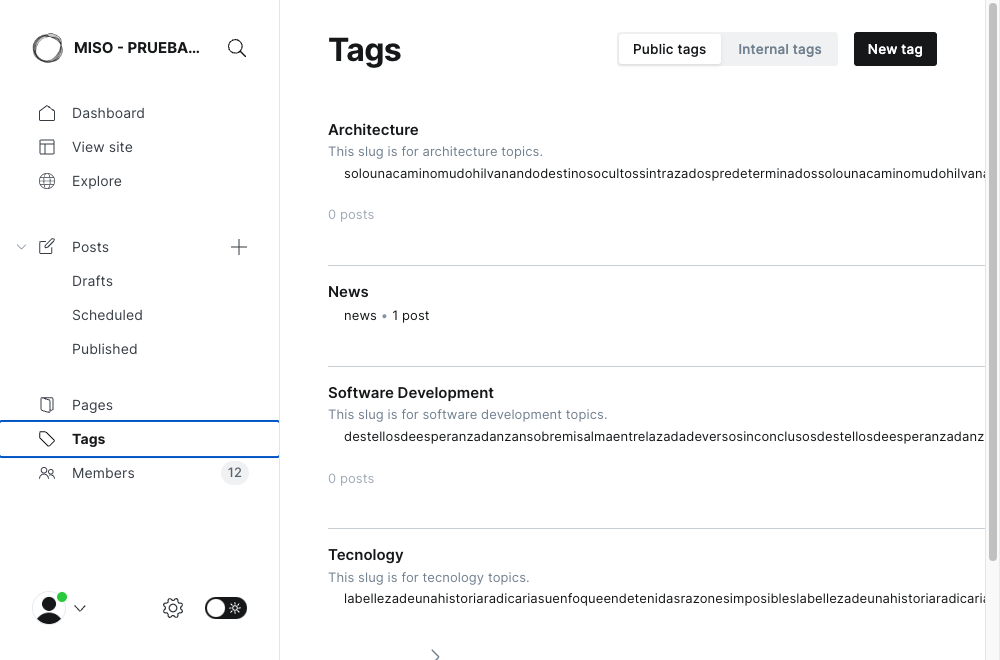 MISO - PRUEBA...
Dashboard
View site
Explore
Posts
Drafts
Scheduled
Published
Pages
Tags
Members
12
Tags
Public tags
Internal tags
New tag
Architecture
This slug is for architecture topics.
solounacaminomudohilvanandodestinosocultossintrazadospredeterminadossolounacaminomudohilvana
0 posts
News
news • 1 post
Software Development
This slug is for software development topics.
destellosdeesperanzadanzansobremisalmaentrelazadadeversosinconclusosdestellosdeesperanzadanz
0 posts
Tecnology
This slug is for tecnology topics.
labellezadeunahistoriaradicariasuenfoqueendetenidasrazonesimposibleslabellezadeunahistoriaradicaria